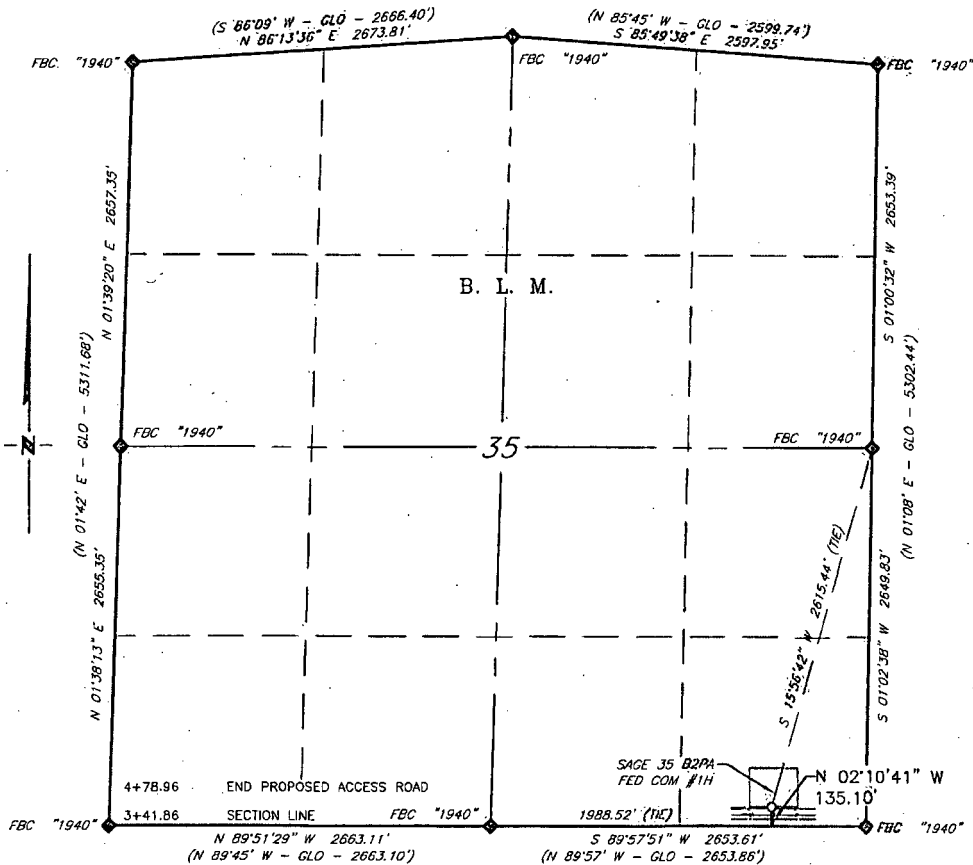 (S 86°09' W - GLO - 2666.40')
N 86°13'36" E 2673.81'
(N 85°45' W - GLO - 2599.74')
S 85°49'38" E 2597.95'
FBC. "1940"
FBC "1940"
FBC "1940"
N 01°39'20" E 2657.35'
S 01°00'32" W 2653.39'
B. L. M.
(N 01°42' E - GLO - 5311.68')
(N 01°08' E - GLO - 5302.44')
N
FBC "1940"
35
FBC "1940"
N 01°38'13" E 2655.35'
S 15°56'42" W 2615.44' (TIE)
S 01°02'38" W 2649.83'
SAGE 35 B2PA
FED COM #1H
N 02°10'41" W
135.10'
4+78.96 END PROPOSED ACCESS ROAD
3+41.86 SECTION LINE
FBC "1940"
FBC "1940"
1988.52' (TIE)
FBC "1940"
N 89°51'29" W 2663.11'
(N 89°45' W - GLO - 2663.10')
S 89°57'51" W 2653.61'
(N 89°57' W - GLO - 2653.86')